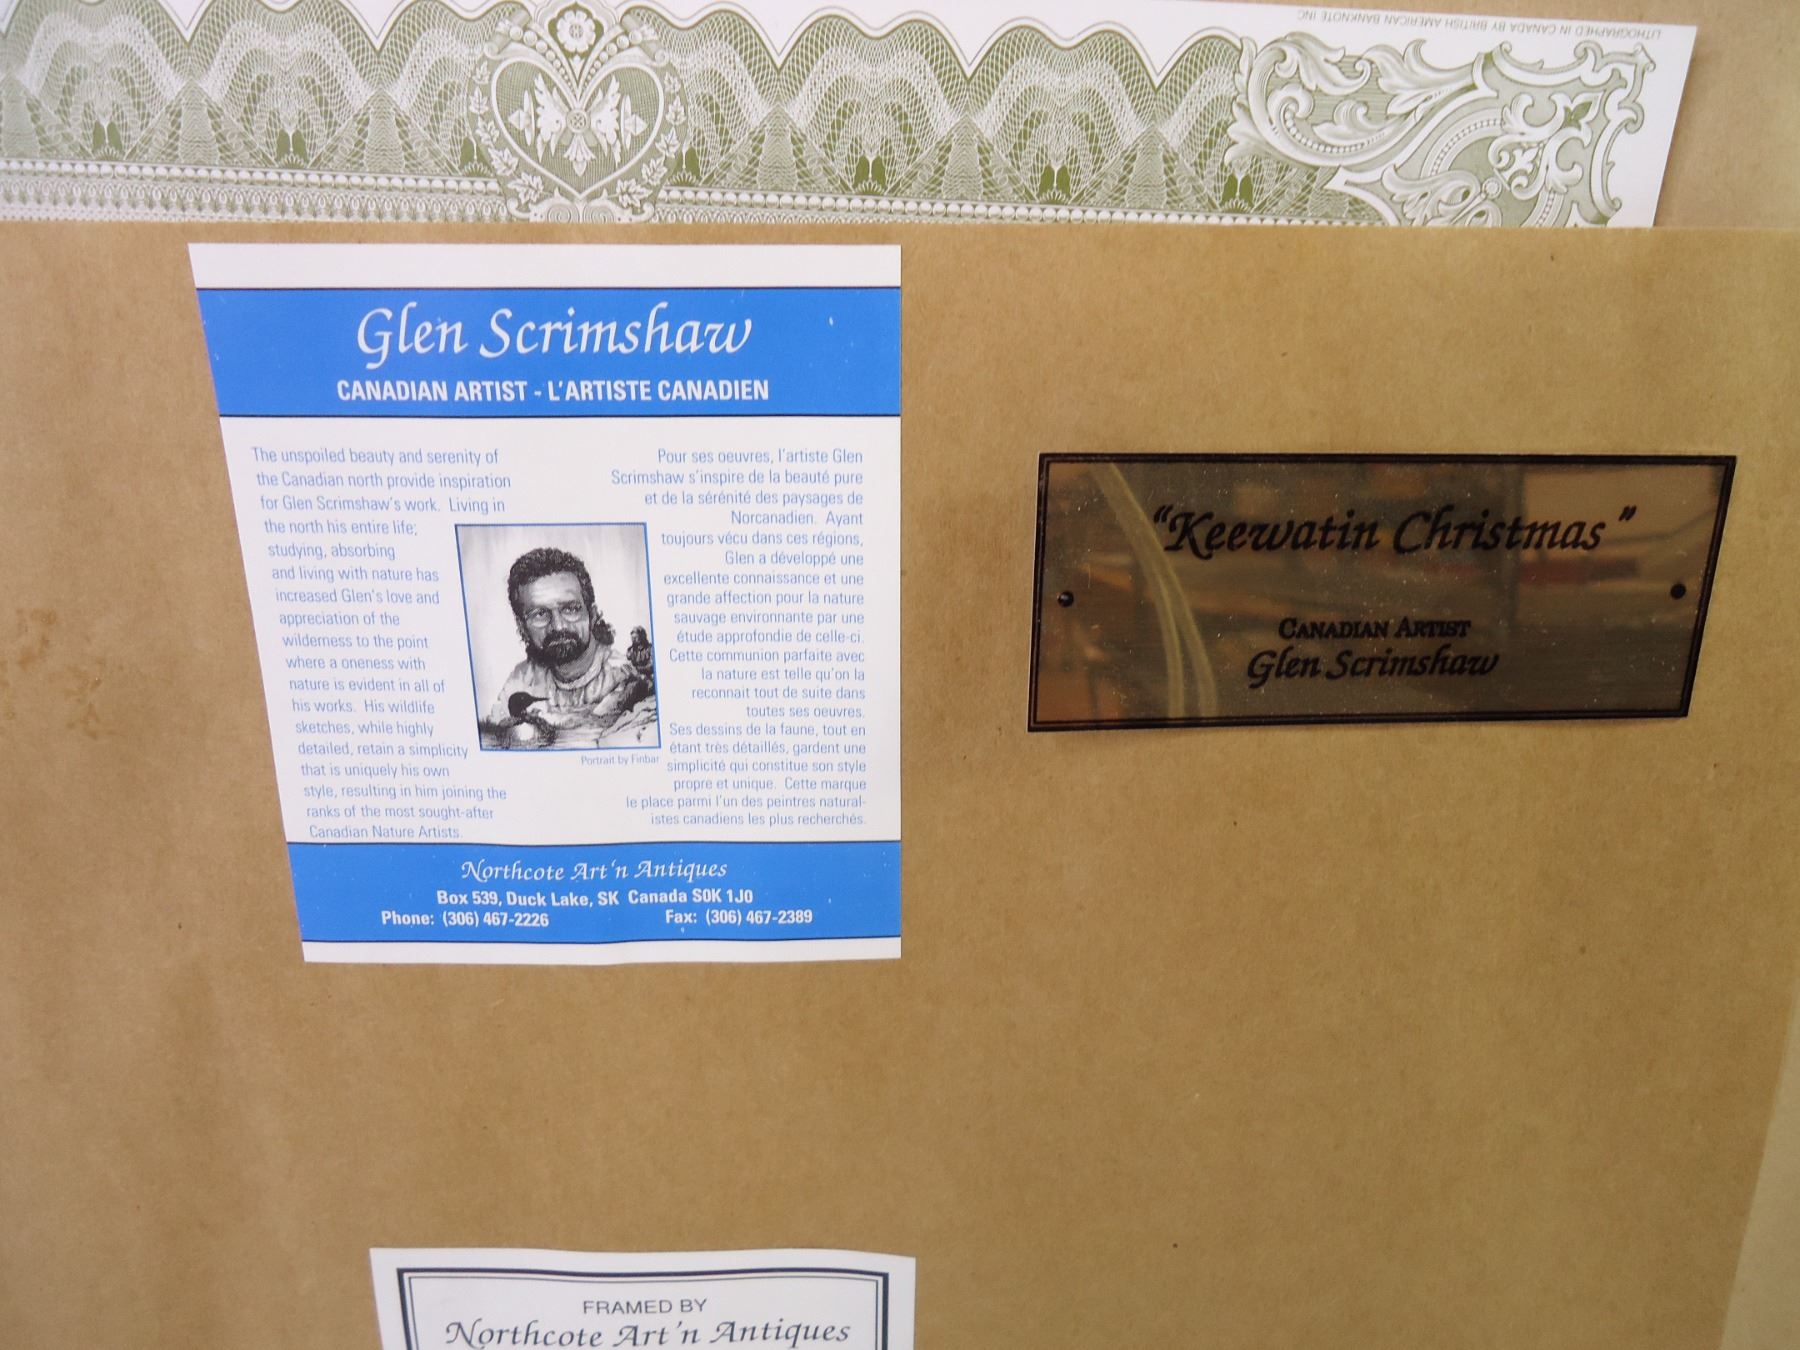 LITHOGRAPHED IN CANADA BY BRITISH AMERICAN BANKNOTE INC
Glen Scrimshaw
CANADIAN ARTIST - L'ARTISTE CANADIEN
The unspoiled beauty and serenity of
the Canadian north provide inspiration
for Glen Scrimshaw's work. Living in
the north his entire life;
studying, absorbing
and living with nature has
increased Glen's love and
appreciation of the
wilderness to the point
where a oneness with
nature is evident in all of
his works. His wildlife
sketches, while highly
detailed, retain a simplicity
that is uniquely his own
style, resulting in him joining the
ranks of the most sought-after
Canadian Nature Artists.
Pour ses oeuvres, l'artiste Glen
Scrimshaw s'inspire de la beauté pure
et de la sérénité des paysages de
Norcanadien. Ayant
toujours vécu dans ces régions,
Glen a développé une
excellente connaissance et une
grande affection pour la nature
sauvage environnante par une
étude approfondie de celle-ci.
Cette communion parfaite avec
la nature est telle qu'on la
reconnait tout de suite dans
toutes ses oeuvres.
Ses dessins de la faune, tout en
étant très détaillés, gardent une
simplicité qui constitue son style
propre et unique. Cette marque
le place parmi l'un des peintres natural-
istes canadiens les plus recherchés.
Portrait by Finbar
Northcote Art'n Antiques
Box 539, Duck Lake, SK Canada S0K 1J0
Phone: (306) 467-2226 Fax: (306) 467-2389
"Keewatin Christmas"
CANADIAN ARTIST
Glen Scrimshaw
FRAMED BY
Northcote Art'n Antiques